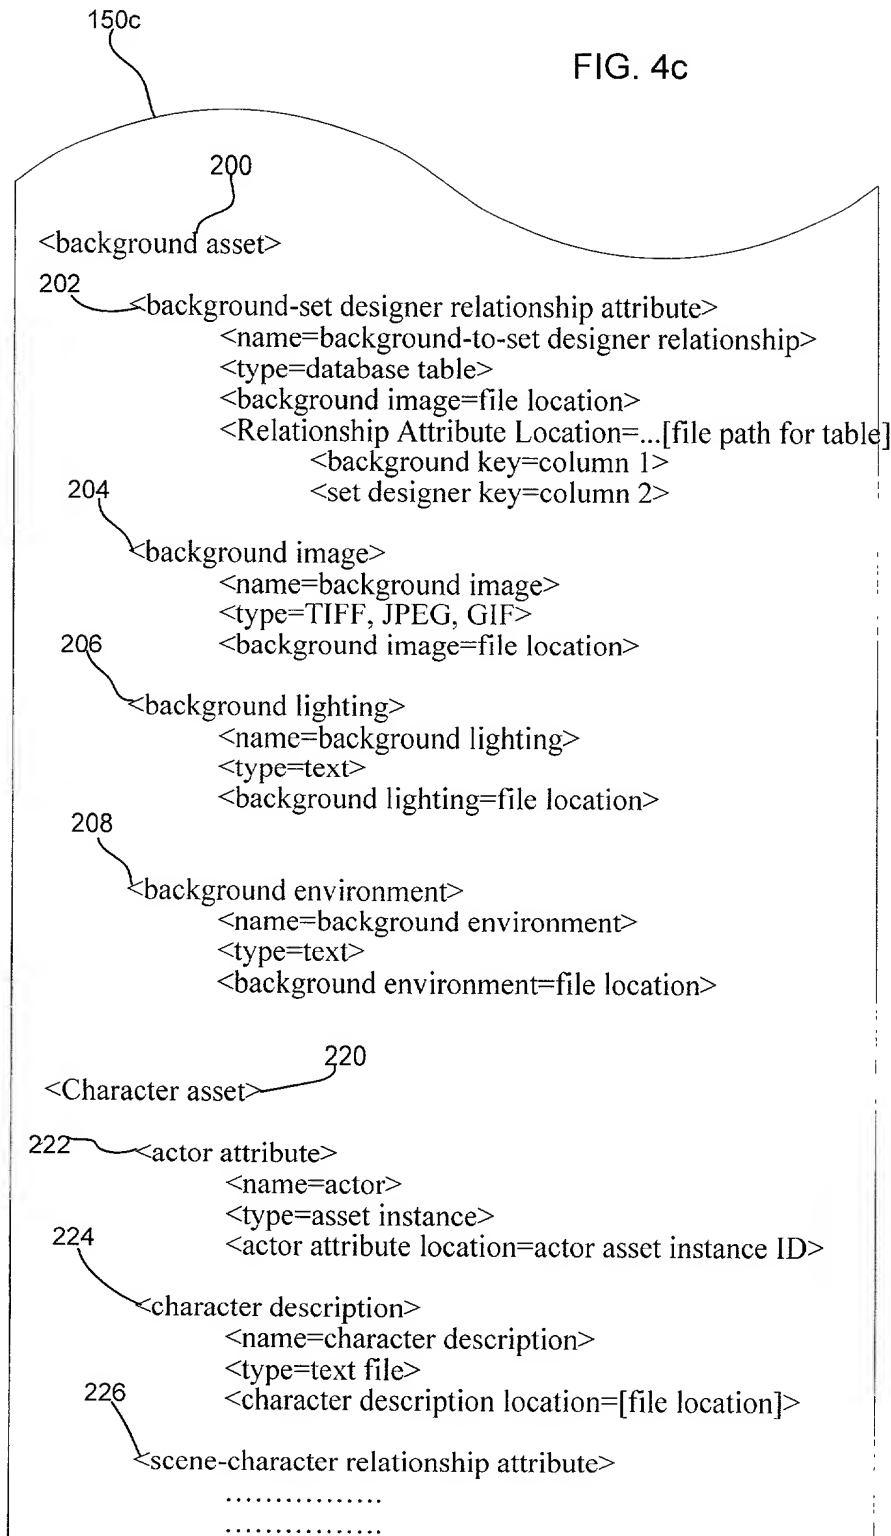 150c
FIG. 4c
200
<background asset>
202
<background-set designer relationship attribute>
<name=background-to-set designer relationship>
<type=database table>
<background image=file location>
<Relationship Attribute Location=...[file path for table]
<background key=column 1>
<set designer key=column 2>
204
<background image>
<name=background image>
<type=TIFF, JPEG, GIF>
<background image=file location>
206
<background lighting>
<name=background lighting>
<type=text>
<background lighting=file location>
208
<background environment>
<name=background environment>
<type=text>
<background environment=file location>
220
<Character asset>
222
<actor attribute>
<name=actor>
<type=asset instance>
<actor attribute location=actor asset instance ID>
224
<character description>
<name=character description>
<type=text file>
<character description location=[file location]>
226
<scene-character relationship attribute>
................
................